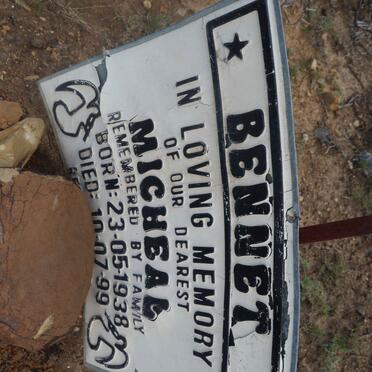 BENNET
IN LOVING MEMORY
OF OUR DEAREST
MICHEAL
REMEMBERED BY FAMILY
BORN: 23-05-1938
DIED: 10-07-99